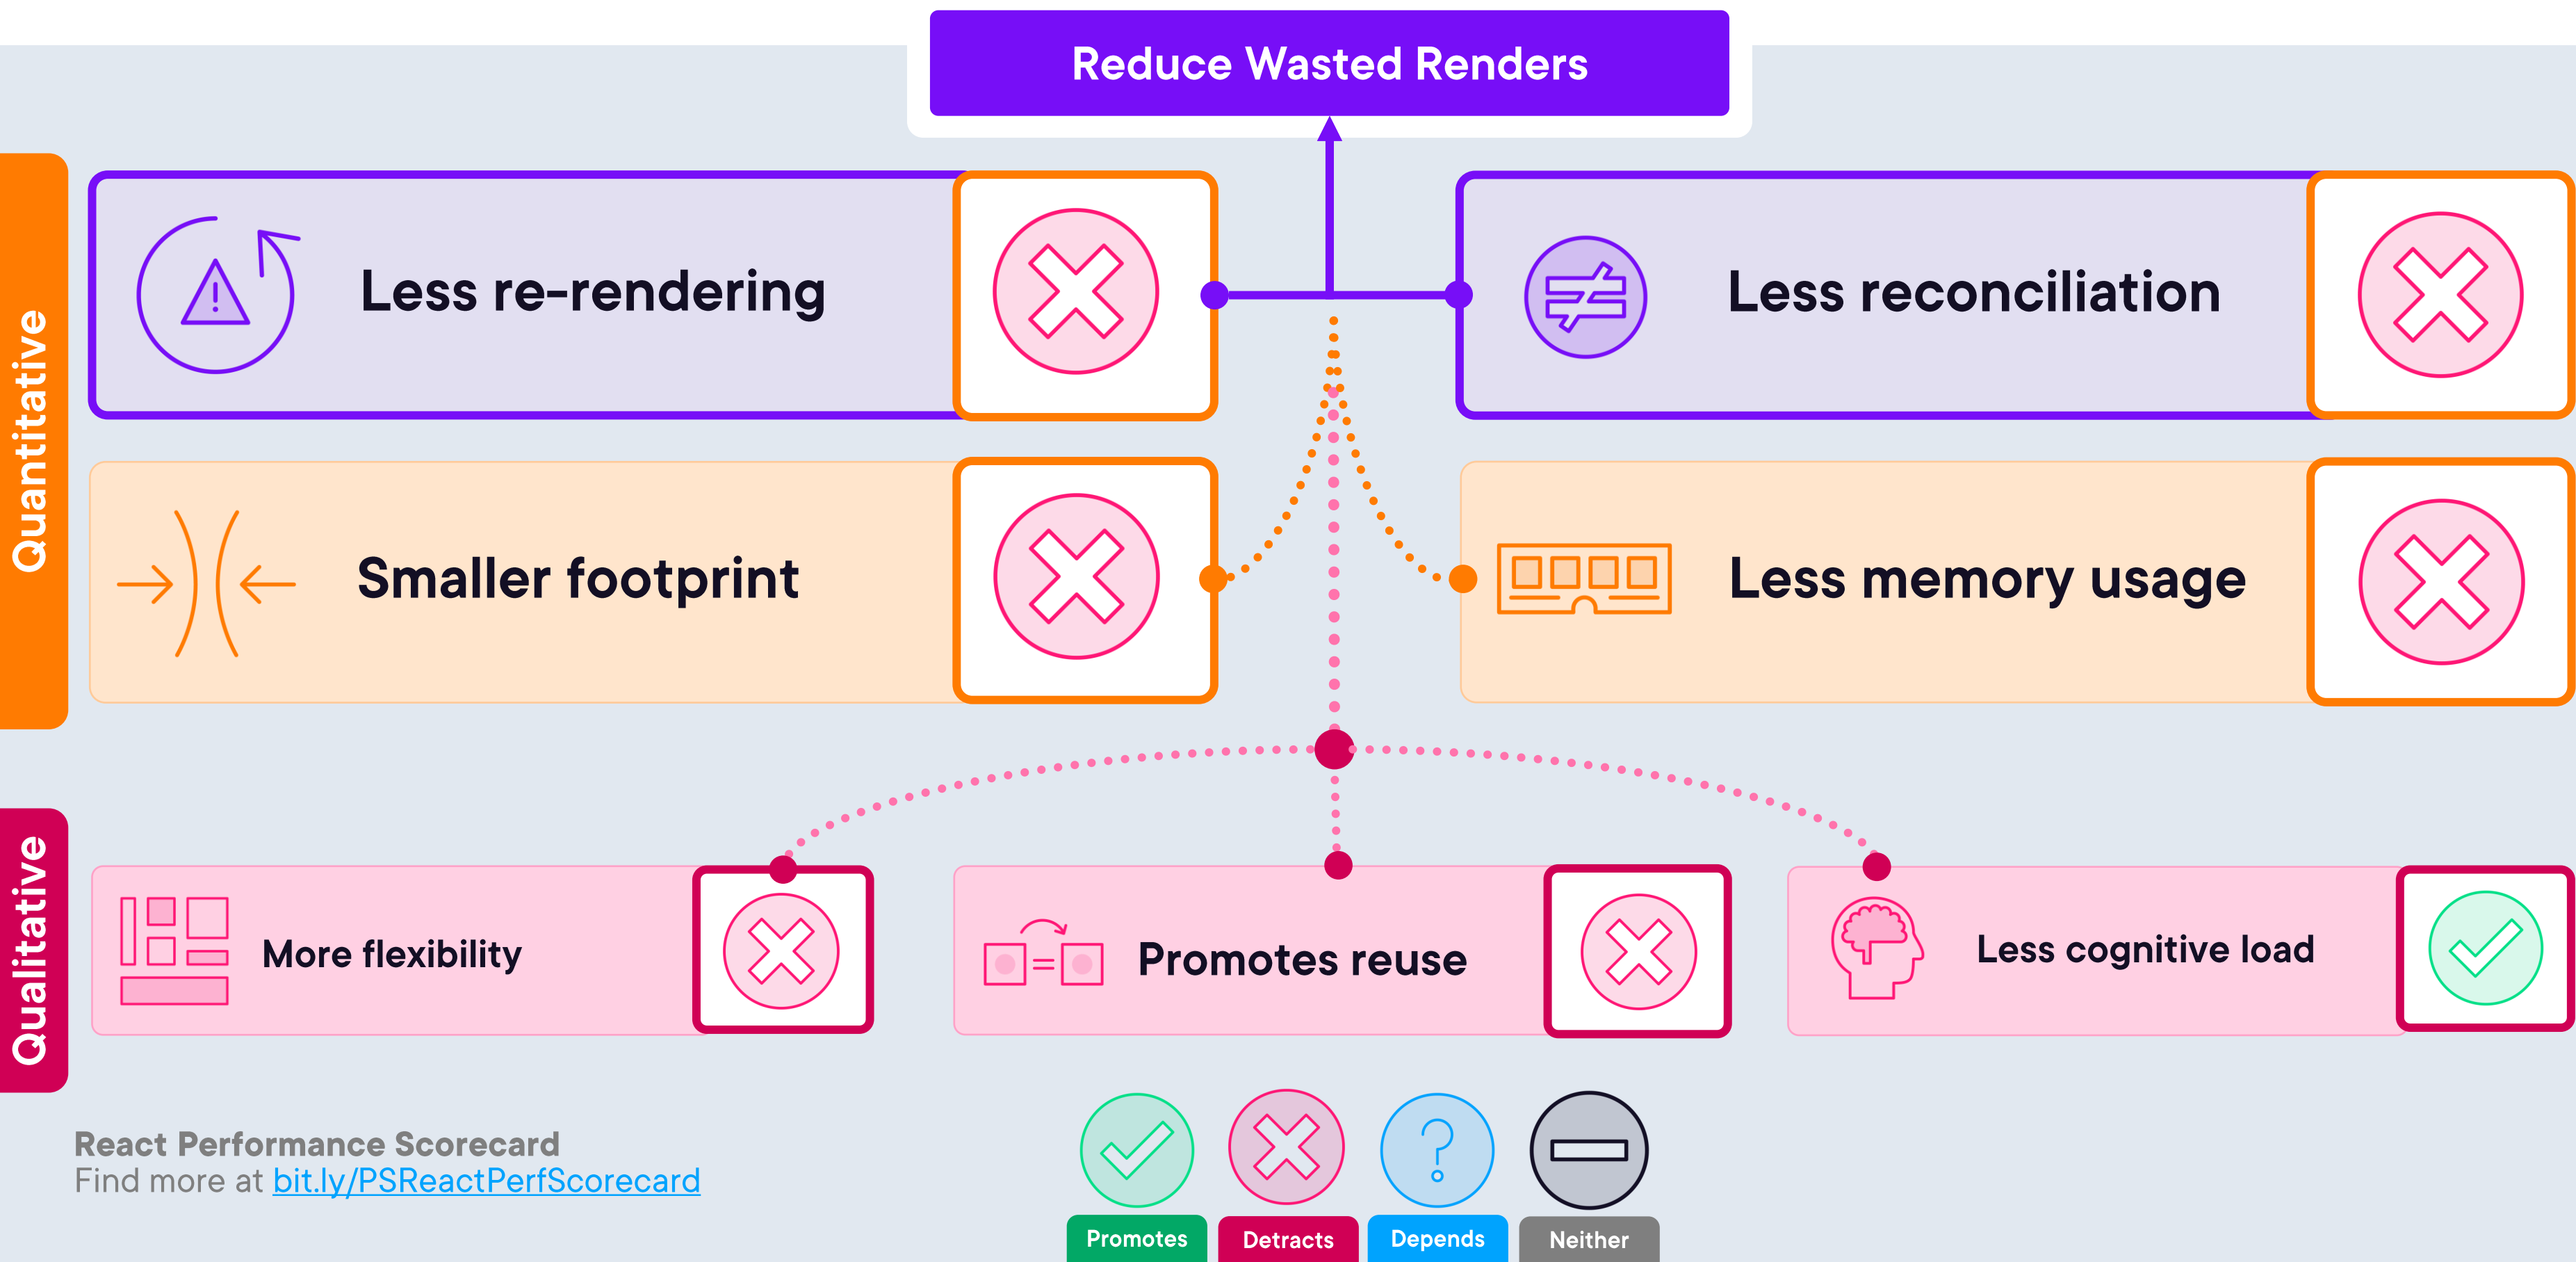 Reduce Wasted Renders
Quantitative
Less re-rendering
Less reconciliation
Smaller footprint
Less memory usage
Qualitative
More flexibility
Promotes reuse
Less cognitive load
React Performance Scorecard
Find more at bit.ly/PSReactPerfScorecard
Promotes
Detracts
Depends
Neither